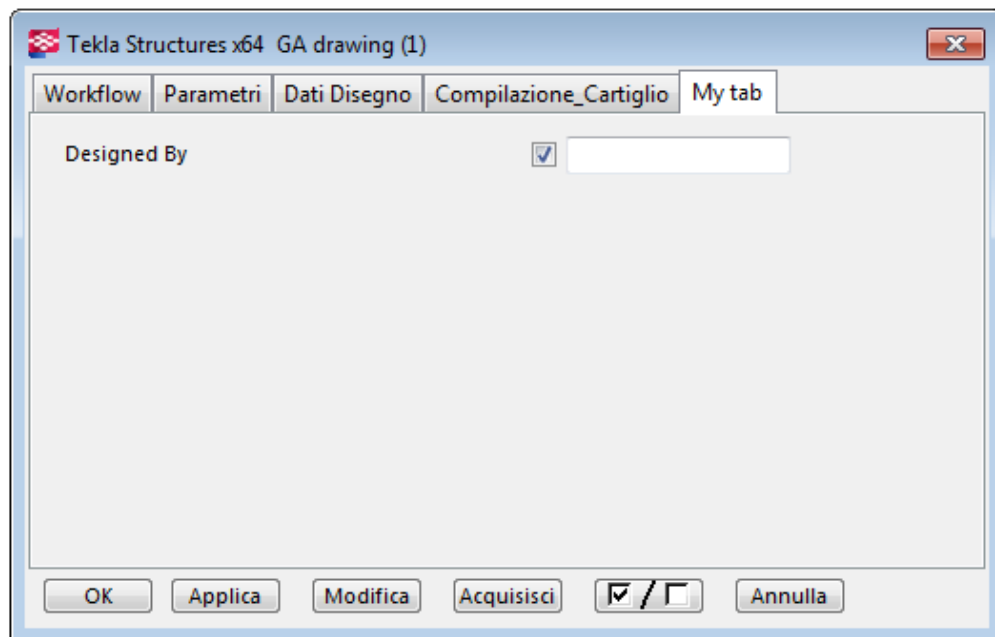 Tekla Structures x64 GA drawing (1)
Workflow Parametri Dati Disegno Compilazione_Cartiglio My tab
Designed By
OK Applica Modifica Acquisisci / Annulla